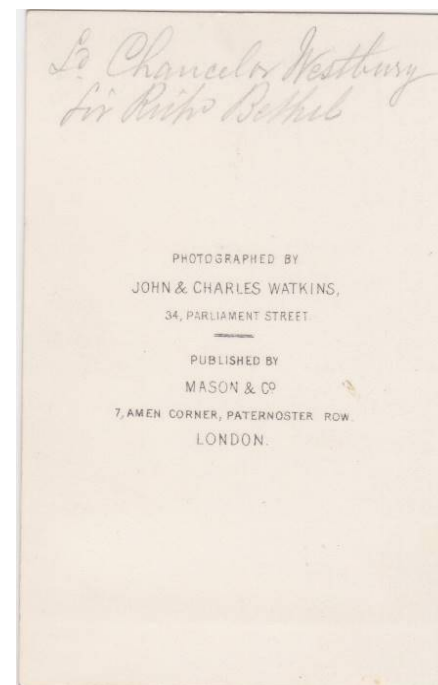 Ld. Chancelor Westbury
Sir Richd Bethel
PHOTOGRAPHED BY
JOHN & CHARLES WATKINS,
34, PARLIAMENT STREET.
PUBLISHED BY
MASON & Co
7, AMEN CORNER, PATERNOSTER ROW.
LONDON.